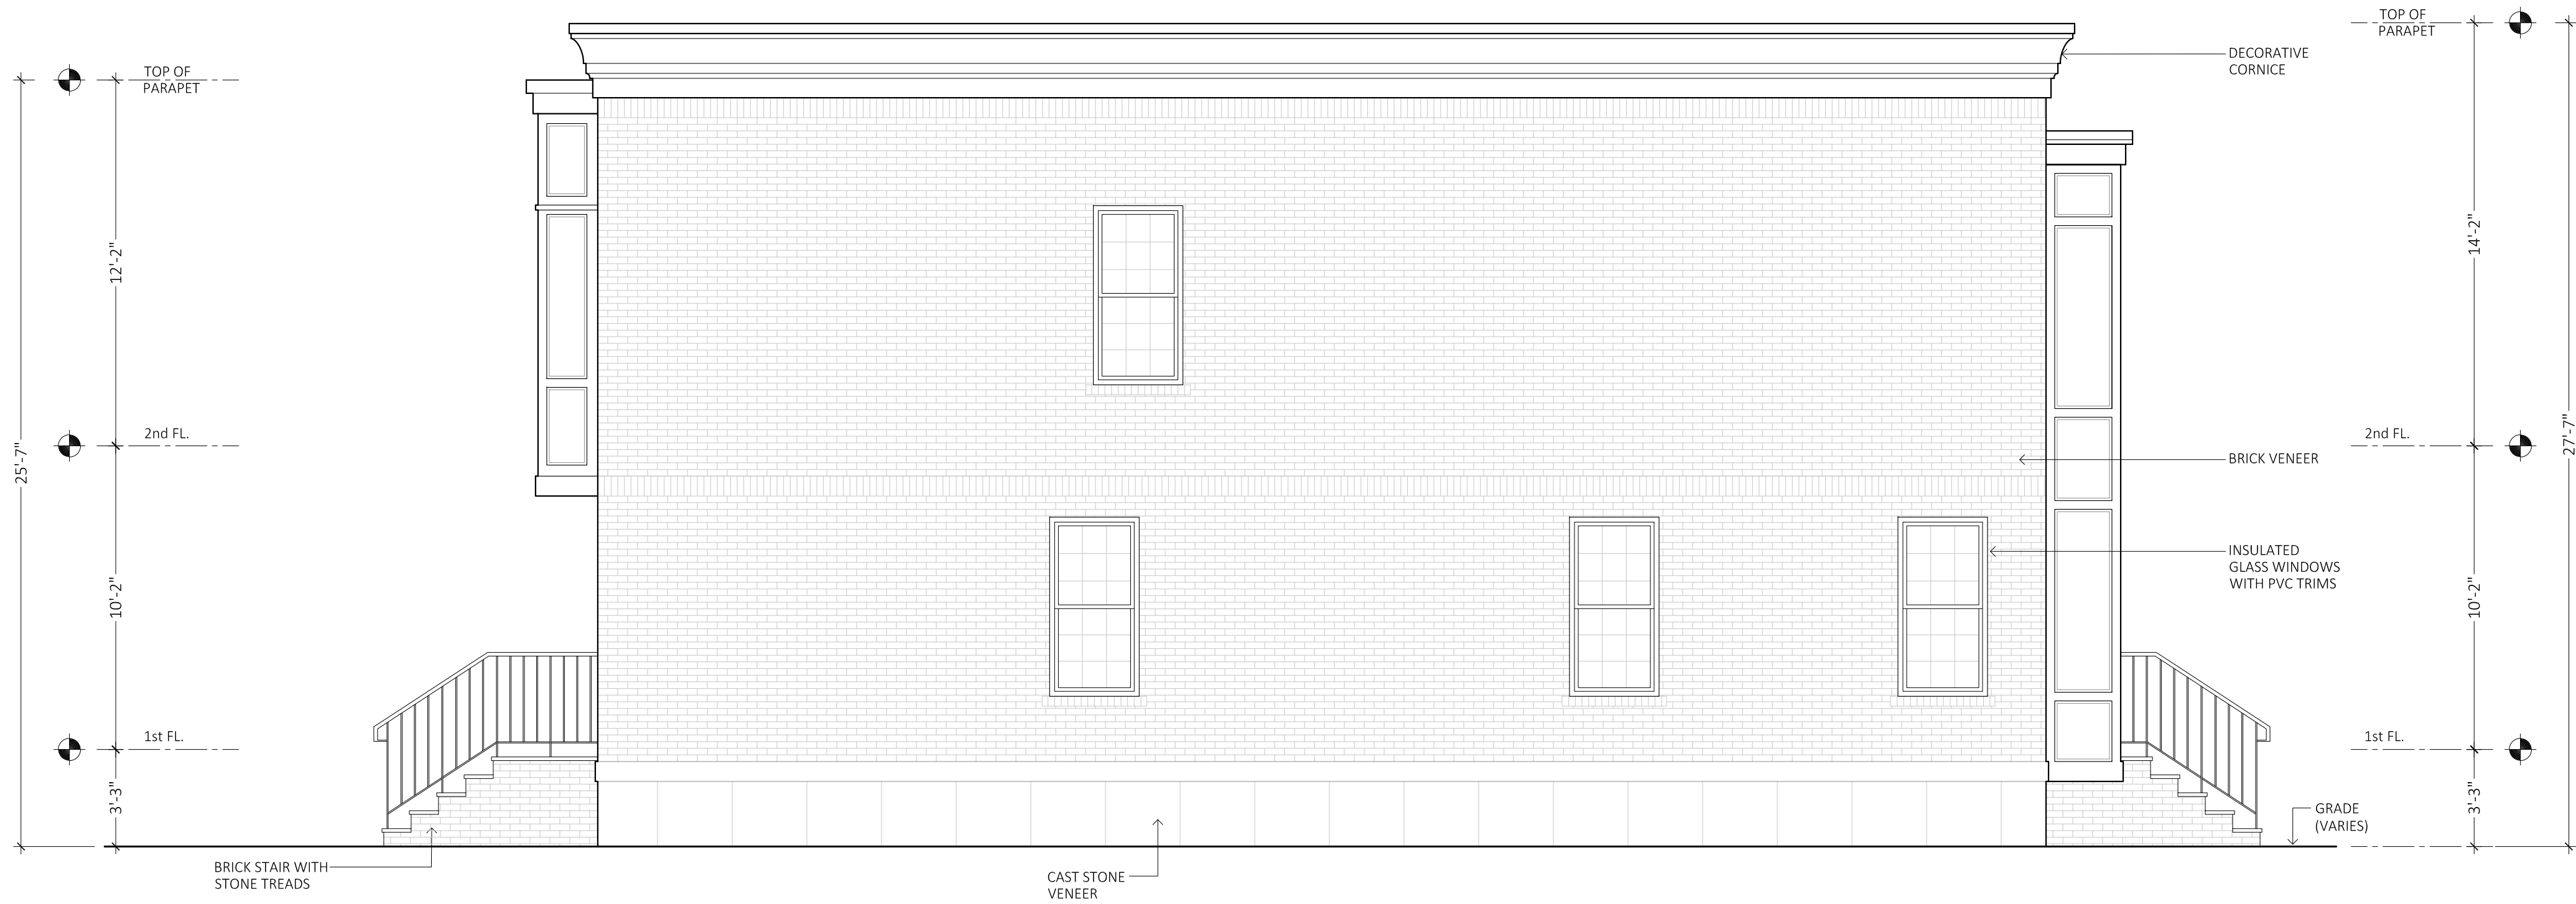 TOP OF
PARAPET
12'-2"
2nd FL.
25'-7"
10'-2"
1st FL.
3'-3"
BRICK STAIR WITH
STONE TREADS
CAST STONE
VENEER
DECORATIVE
CORNICE
BRICK VENEER
INSULATED
GLASS WINDOWS
WITH PVC TRIMS
GRADE
(VARIES)
TOP OF
PARAPET
14'-2"
2nd FL.
27'-7"
10'-2"
1st FL.
3'-3"